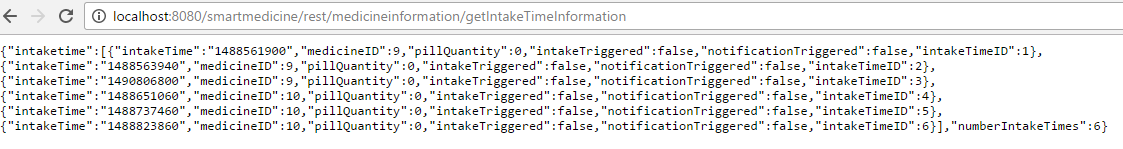 localhost:8080/smartmedicine/rest/medicineinformation/getIntakeTimeInformation
{"intaketime":[{"intakeTime":"1488561900","medicineID":9,"pillQuantity":0,"intakeTriggered":false,"notificationTriggered":false,"intakeTimeID":1},
{"intakeTime":"1488563940","medicineID":9,"pillQuantity":0,"intakeTriggered":false,"notificationTriggered":false,"intakeTimeID":2},
{"intakeTime":"1490806800","medicineID":9,"pillQuantity":0,"intakeTriggered":false,"notificationTriggered":false,"intakeTimeID":3},
{"intakeTime":"1488651060","medicineID":10,"pillQuantity":0,"intakeTriggered":false,"notificationTriggered":false,"intakeTimeID":4},
{"intakeTime":"1488737460","medicineID":10,"pillQuantity":0,"intakeTriggered":false,"notificationTriggered":false,"intakeTimeID":5},
{"intakeTime":"1488823860","medicineID":10,"pillQuantity":0,"intakeTriggered":false,"notificationTriggered":false,"intakeTimeID":6}],"numberIntakeTimes":6}